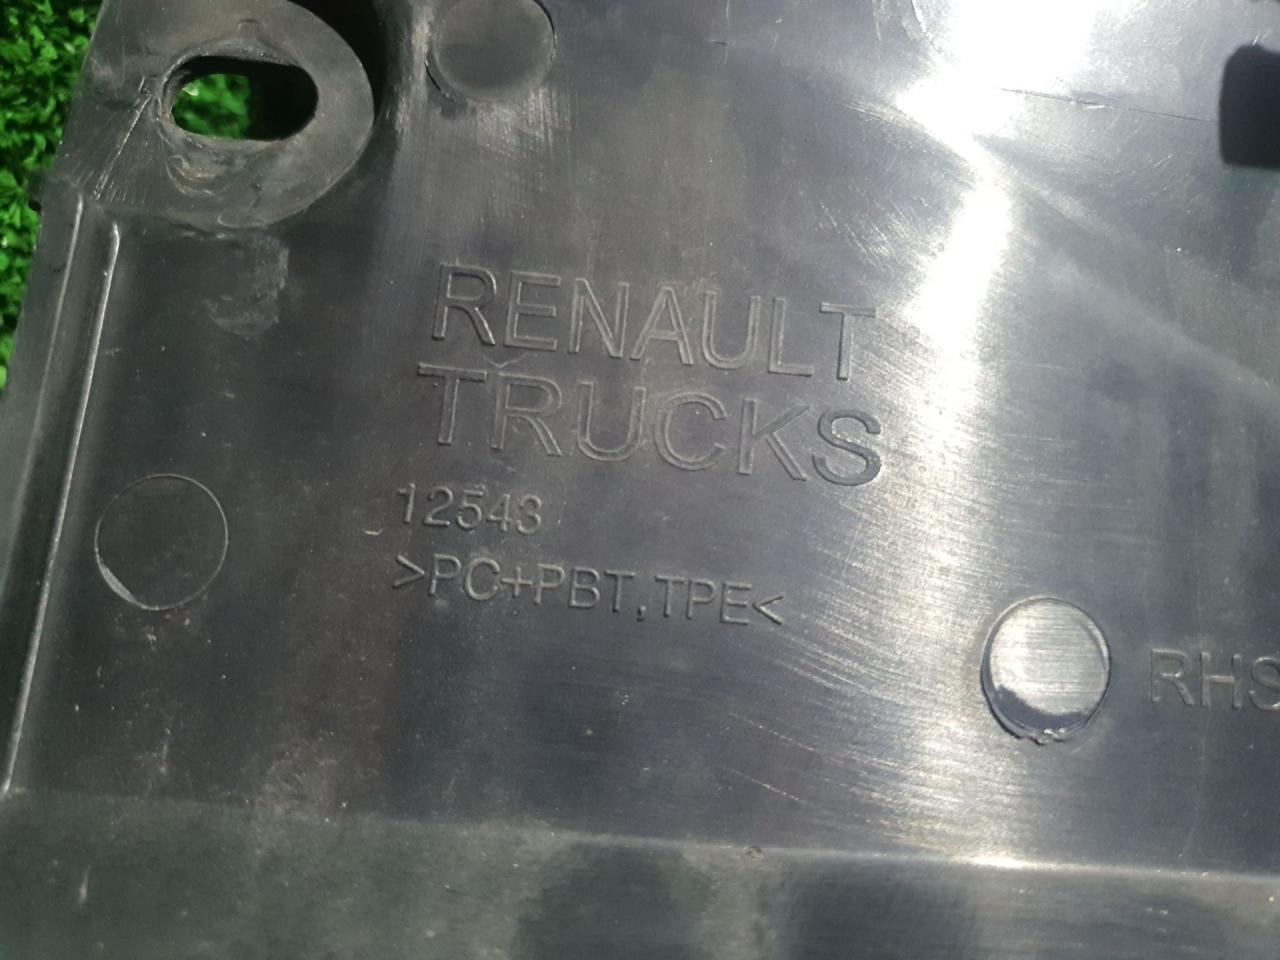 RENAULT
TRUCKS
12543
>PC+PBT,TPE<
RHS